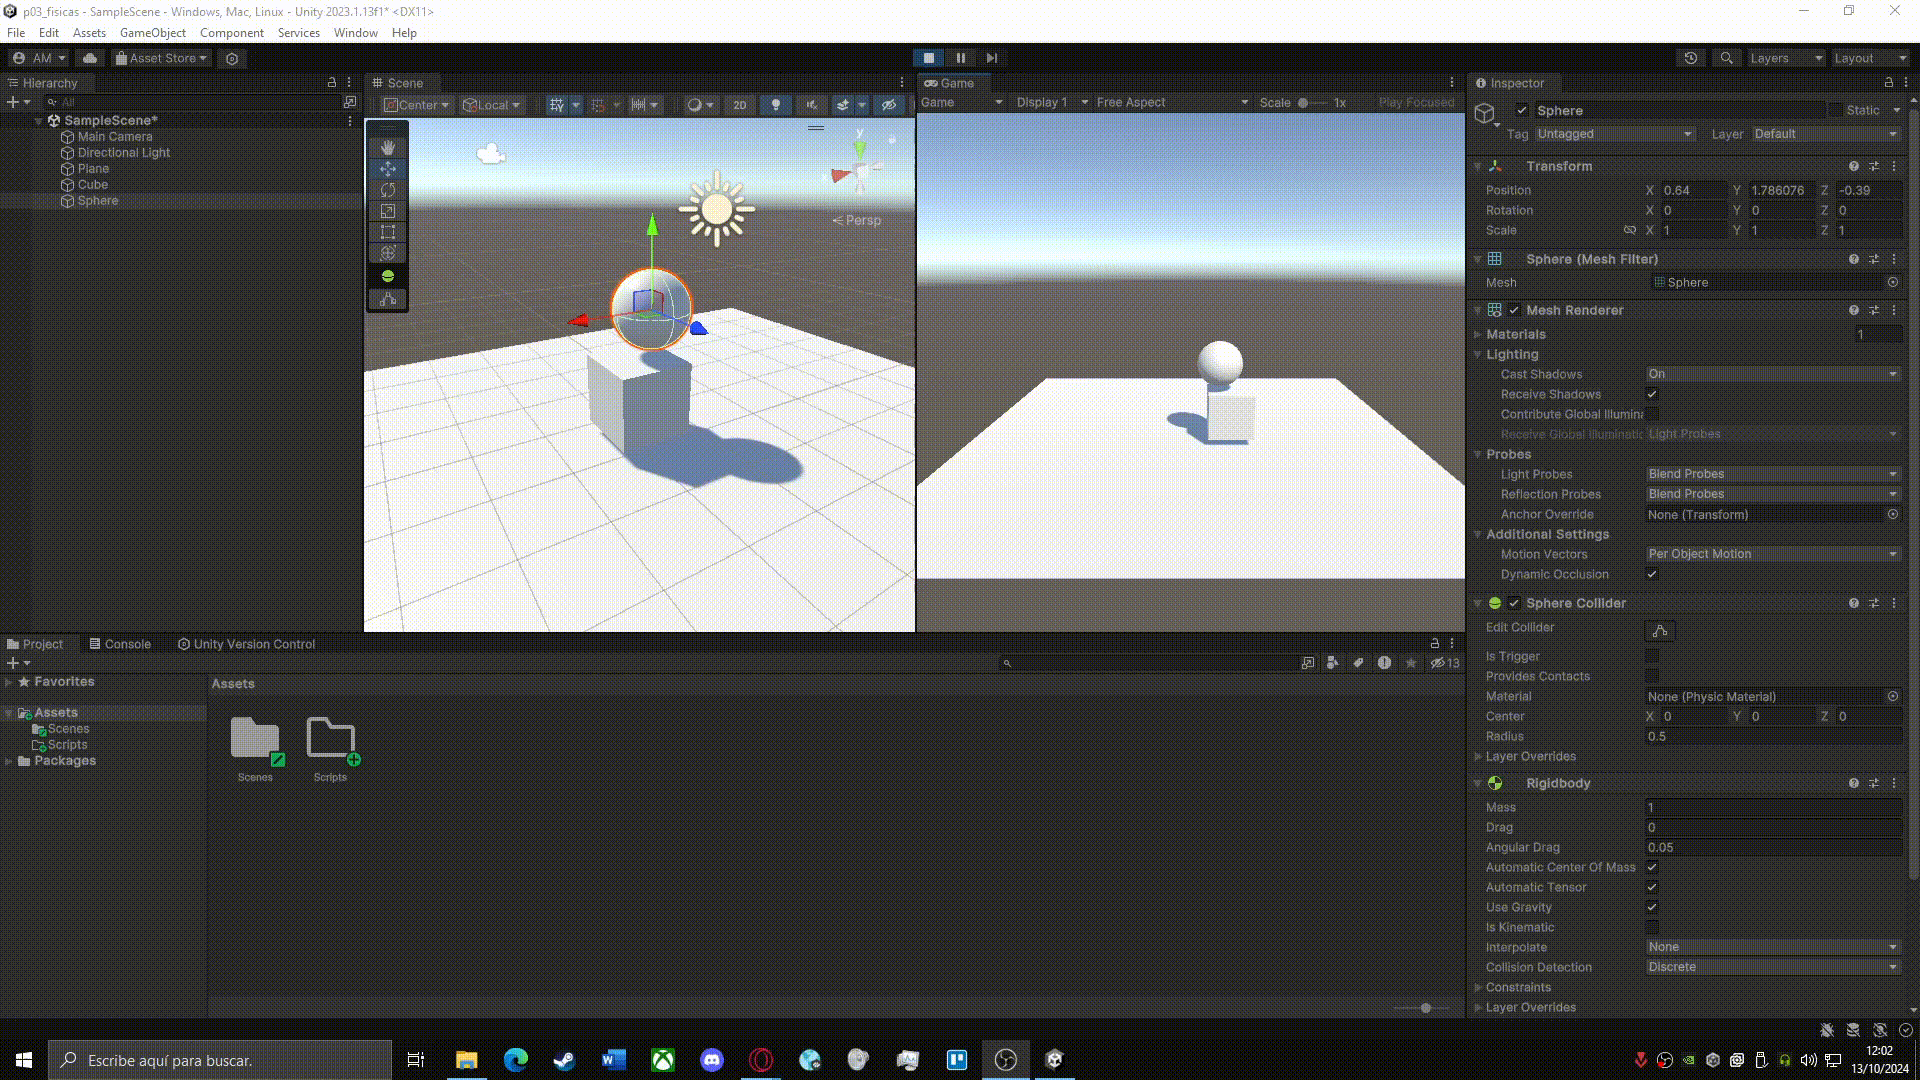 p03_fisicas - SampleScene - Windows, Mac, Linux - Unity 2023.1.13f1* <DX11>
File Edit Assets GameObject Component Services Window Help
AM Asset Store Layers Layout
Hierarchy
All
SampleScene*
Main Camera
Directional Light
Plane
Cube
Sphere
Scene
Center Local 2D
y
Persp
Game
Game Display 1 Free Aspect Scale 1x Play Focused
Inspector
Sphere Static
Tag Untagged Layer Default
Transform
Position X 0.64 Y 1.786076 Z -0.39
Rotation X 0 Y 0 Z 0
Scale X 1 Y 1 Z 1
Sphere (Mesh Filter)
Mesh Sphere
Mesh Renderer
Materials 1
Lighting
Cast Shadows On
Receive Shadows
Contribute Global Illumina
Receive Global Illuminatic Light Probes
Probes
Light Probes Blend Probes
Reflection Probes Blend Probes
Anchor Override None (Transform)
Additional Settings
Motion Vectors Per Object Motion
Dynamic Occlusion
Sphere Collider
Edit Collider
Is Trigger
Provides Contacts
Material None (Physic Material)
Center X 0 Y 0 Z 0
Radius 0.5
Layer Overrides
Rigidbody
Mass 1
Drag 0
Angular Drag 0.05
Automatic Center Of Mass
Automatic Tensor
Use Gravity
Is Kinematic
Interpolate None
Collision Detection Discrete
Constraints
Layer Overrides
Project Console Unity Version Control
13
Favorites
Assets
Scenes
Scripts
Packages
Assets
Scenes Scripts
Escribe aquí para buscar.
12:02
13/10/2024